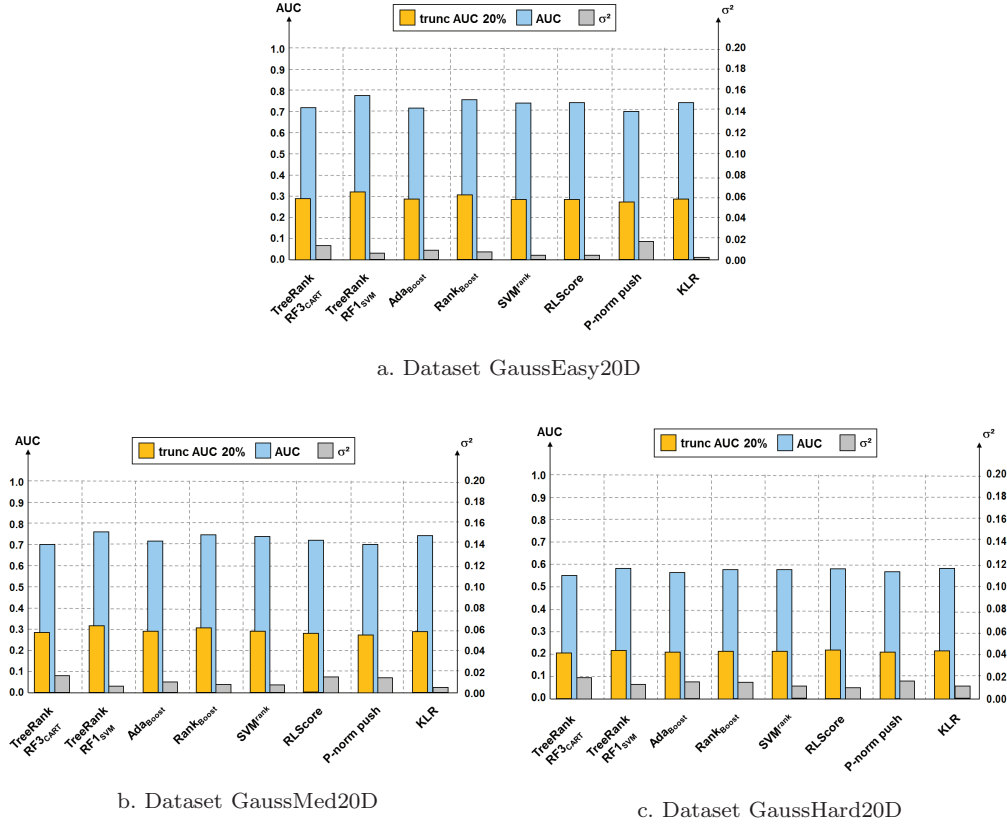 AUC
σ²
trunc AUC 20% AUC σ²
1.0
0.9
0.8
0.7
0.6
0.5
0.4
0.3
0.2
0.1
0.0
0.20
0.18
0.16
0.14
0.12
0.10
0.08
0.06
0.04
0.02
0.00
TreeRank
RF3CART
TreeRank
RF1SVM
AdaBoost
RankBoost
SVMrank
RLScore
P-norm push
KLR
a. Dataset GaussEasy20D
AUC
σ²
trunc AUC 20% AUC σ²
1.0
0.9
0.8
0.7
0.6
0.5
0.4
0.3
0.2
0.1
0.0
0.20
0.18
0.16
0.14
0.12
0.10
0.08
0.06
0.04
0.02
0.00
TreeRank
RF3CART
TreeRank
RF1SVM
AdaBoost
RankBoost
SVMrank
RLScore
P-norm push
KLR
b. Dataset GaussMed20D
AUC
σ²
trunc AUC 20% AUC σ²
1.0
0.9
0.8
0.7
0.6
0.5
0.4
0.3
0.2
0.1
0.0
0.20
0.18
0.16
0.14
0.12
0.10
0.08
0.06
0.04
0.02
0.00
TreeRank
RF3CART
TreeRank
RF1SVM
AdaBoost
RankBoost
SVMrank
RLScore
P-norm push
KLR
c. Dataset GaussHard20D